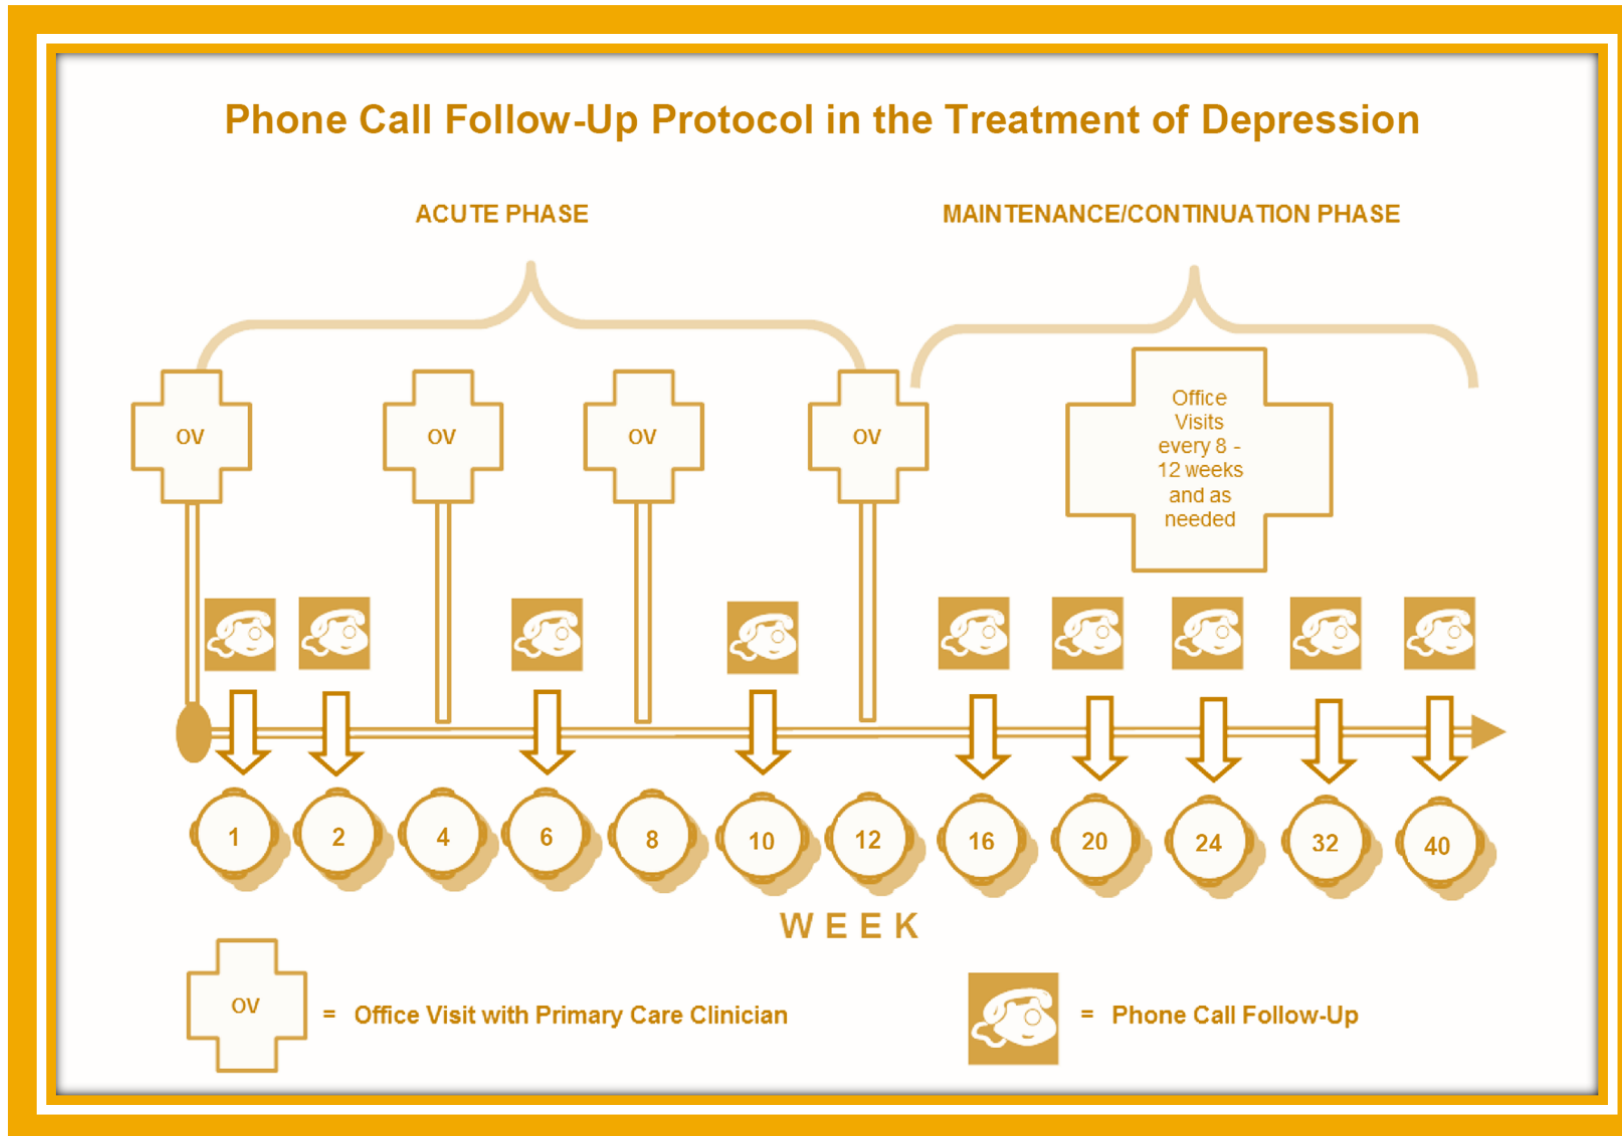 Phone Call Follow-Up Protocol in the Treatment of Depression
ACUTE PHASE
MAINTENANCE/CONTINUATION PHASE
OV
OV
OV
OV
Office
Visits
every 8 -
12 weeks
and as
needed
1
2
4
6
8
10
12
16
20
24
32
40
WEEK
OV
= Office Visit with Primary Care Clinician
= Phone Call Follow-Up